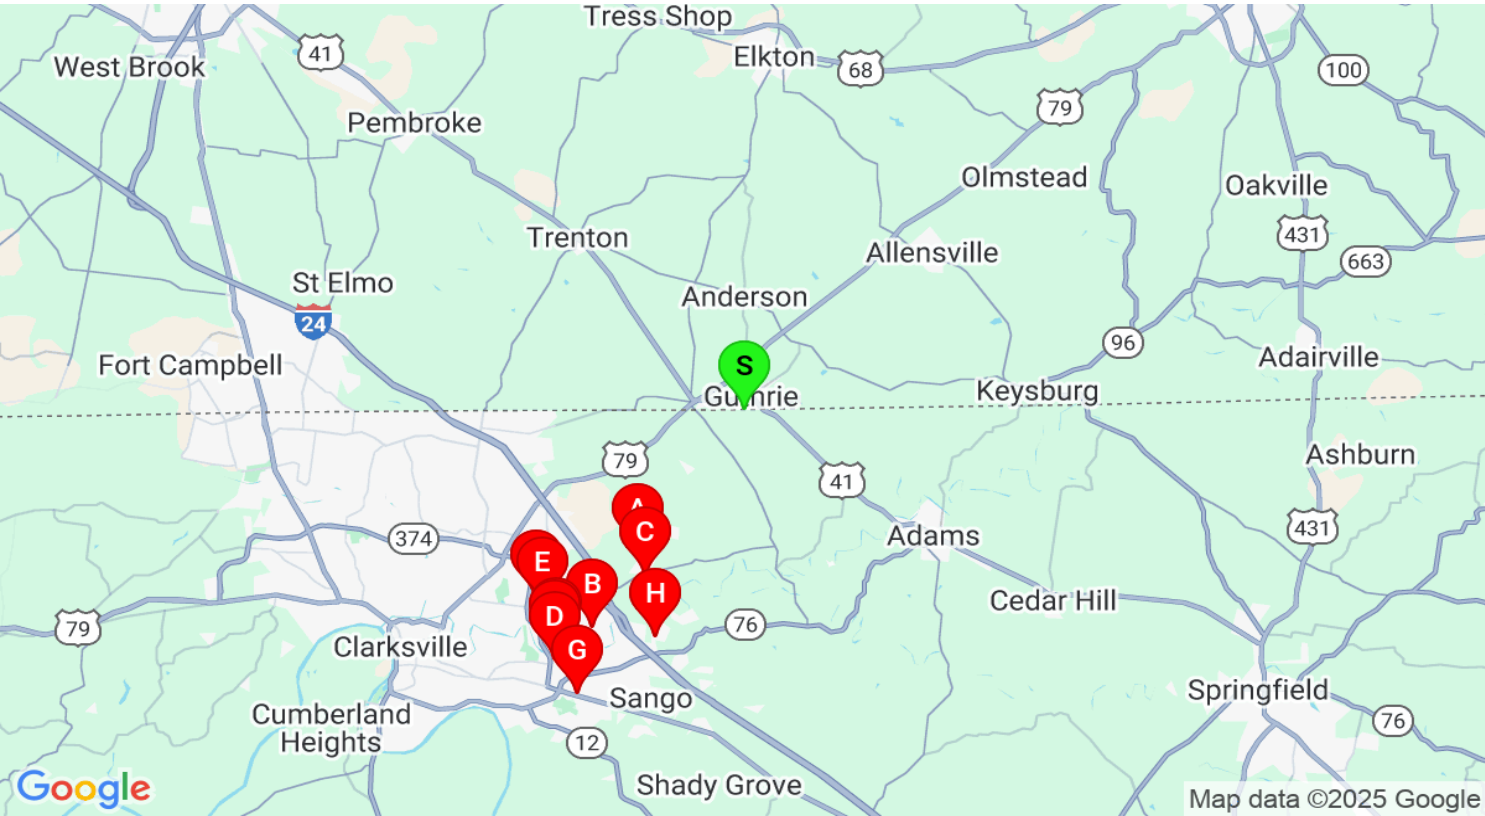 Tress Shop
41
Elkton
West Brook
68
100
79
Pembroke
Olmstead
Oakville
Trenton
431
Allensville
663
St Elmo
Anderson
24
96
Adairville
Fort Campbell
S
Keysburg
Guthrie
Ashburn
79
41
A
431
C
374
Adams
E
B
H
Cedar Hill
D
79
76
Clarksville
G
Springfield
Sango
Cumberland
Heights
76
12
Shady Grove
Google
Map data ©2025 Google